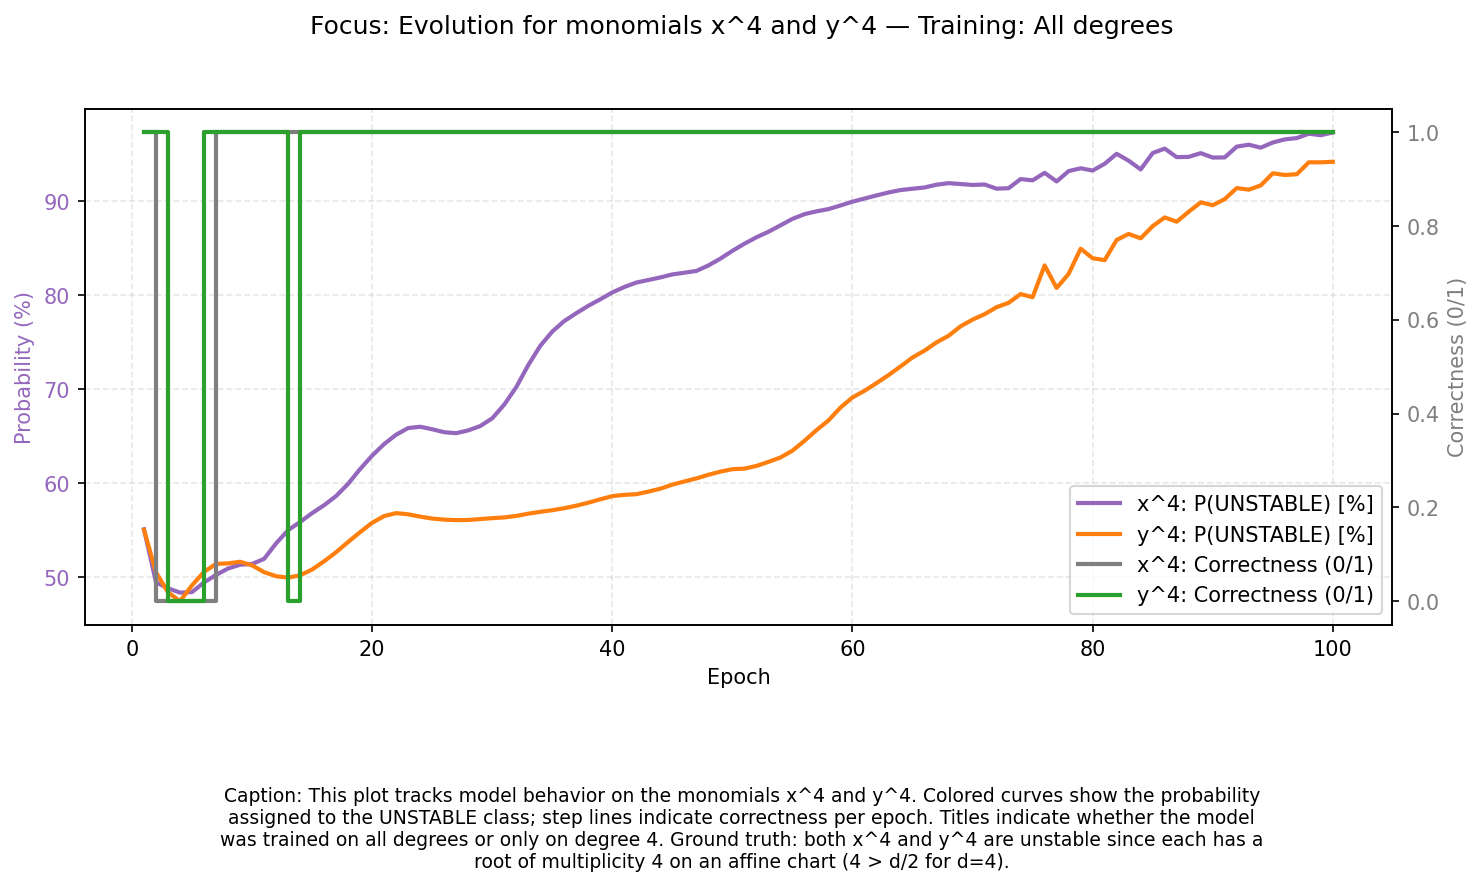 Focus: Evolution for monomials x^4 and y^4 — Training: All degrees
Probability (%)
90
80
70
60
50
1.0
0.8
0.6
0.4
0.2
0.0
Correctness (0/1)
x^4: P(UNSTABLE) [%]
y^4: P(UNSTABLE) [%]
x^4: Correctness (0/1)
y^4: Correctness (0/1)
0 20 40 60 80 100
Epoch
Caption: This plot tracks model behavior on the monomials x^4 and y^4. Colored curves show the probability
assigned to the UNSTABLE class; step lines indicate correctness per epoch. Titles indicate whether the model
was trained on all degrees or only on degree 4. Ground truth: both x^4 and y^4 are unstable since each has a
root of multiplicity 4 on an affine chart (4 > d/2 for d=4).